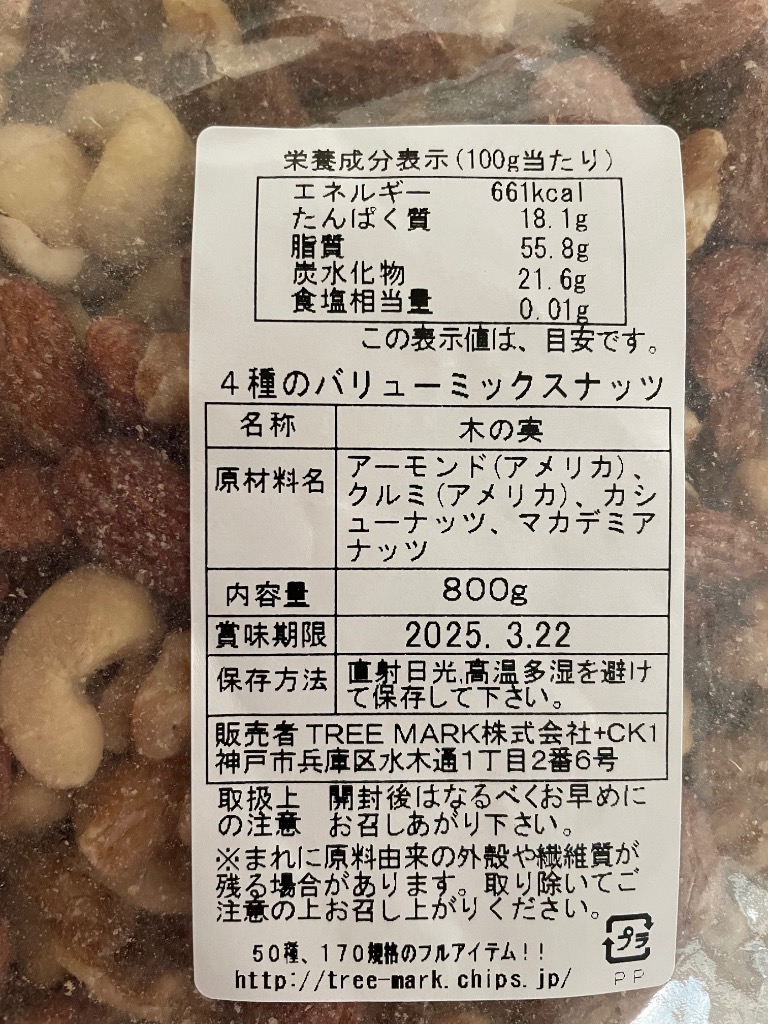 栄養成分表示(100g当たり)
エネルギー 661kcal
たんぱく質 18.1g
脂質 55.8g
炭水化物 21.6g
食塩相当量 0.01g
この表示値は、目安です。
4種のバリューミックスナッツ
名称 木の実
原材料名 アーモンド(アメリカ)、
クルミ(アメリカ)、カシ
ューナッツ、マカデミア
ナッツ
内容量 800g
賞味期限 2025. 3.22
保存方法 直射日光,高温多湿を避け
て保存して下さい。
販売者 TREE MARK株式会社+CK1
神戸市兵庫区水木通1丁目2番6号
取扱上 開封後はなるべくお早めに
の注意 お召しあがり下さい。
※まれに原料由来の外殻や繊維質が
残る場合があります。取り除いてご
注意の上お召し上がりください。
プラ
50種、170規格のフルアイテム!!
http://tree-mark.chips.jp/ PP